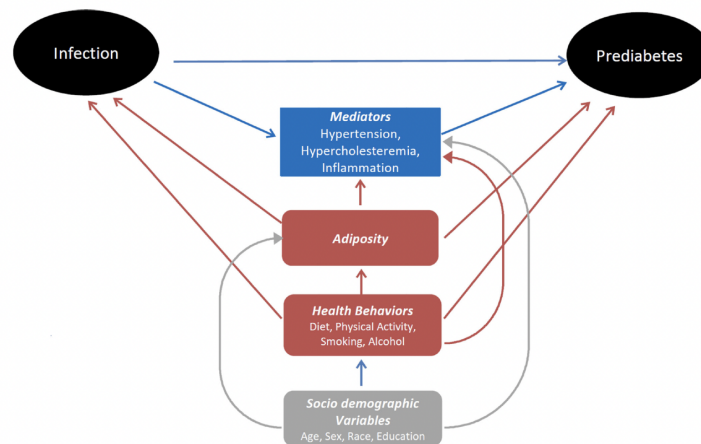 Infection
Prediabetes
Mediators
Hypertension,
Hypercholesteremia,
Inflammation
Adiposity
Health Behaviors
Diet, Physical Activity,
Smoking, Alcohol
Socio demographic
Variables
Age, Sex, Race, Education